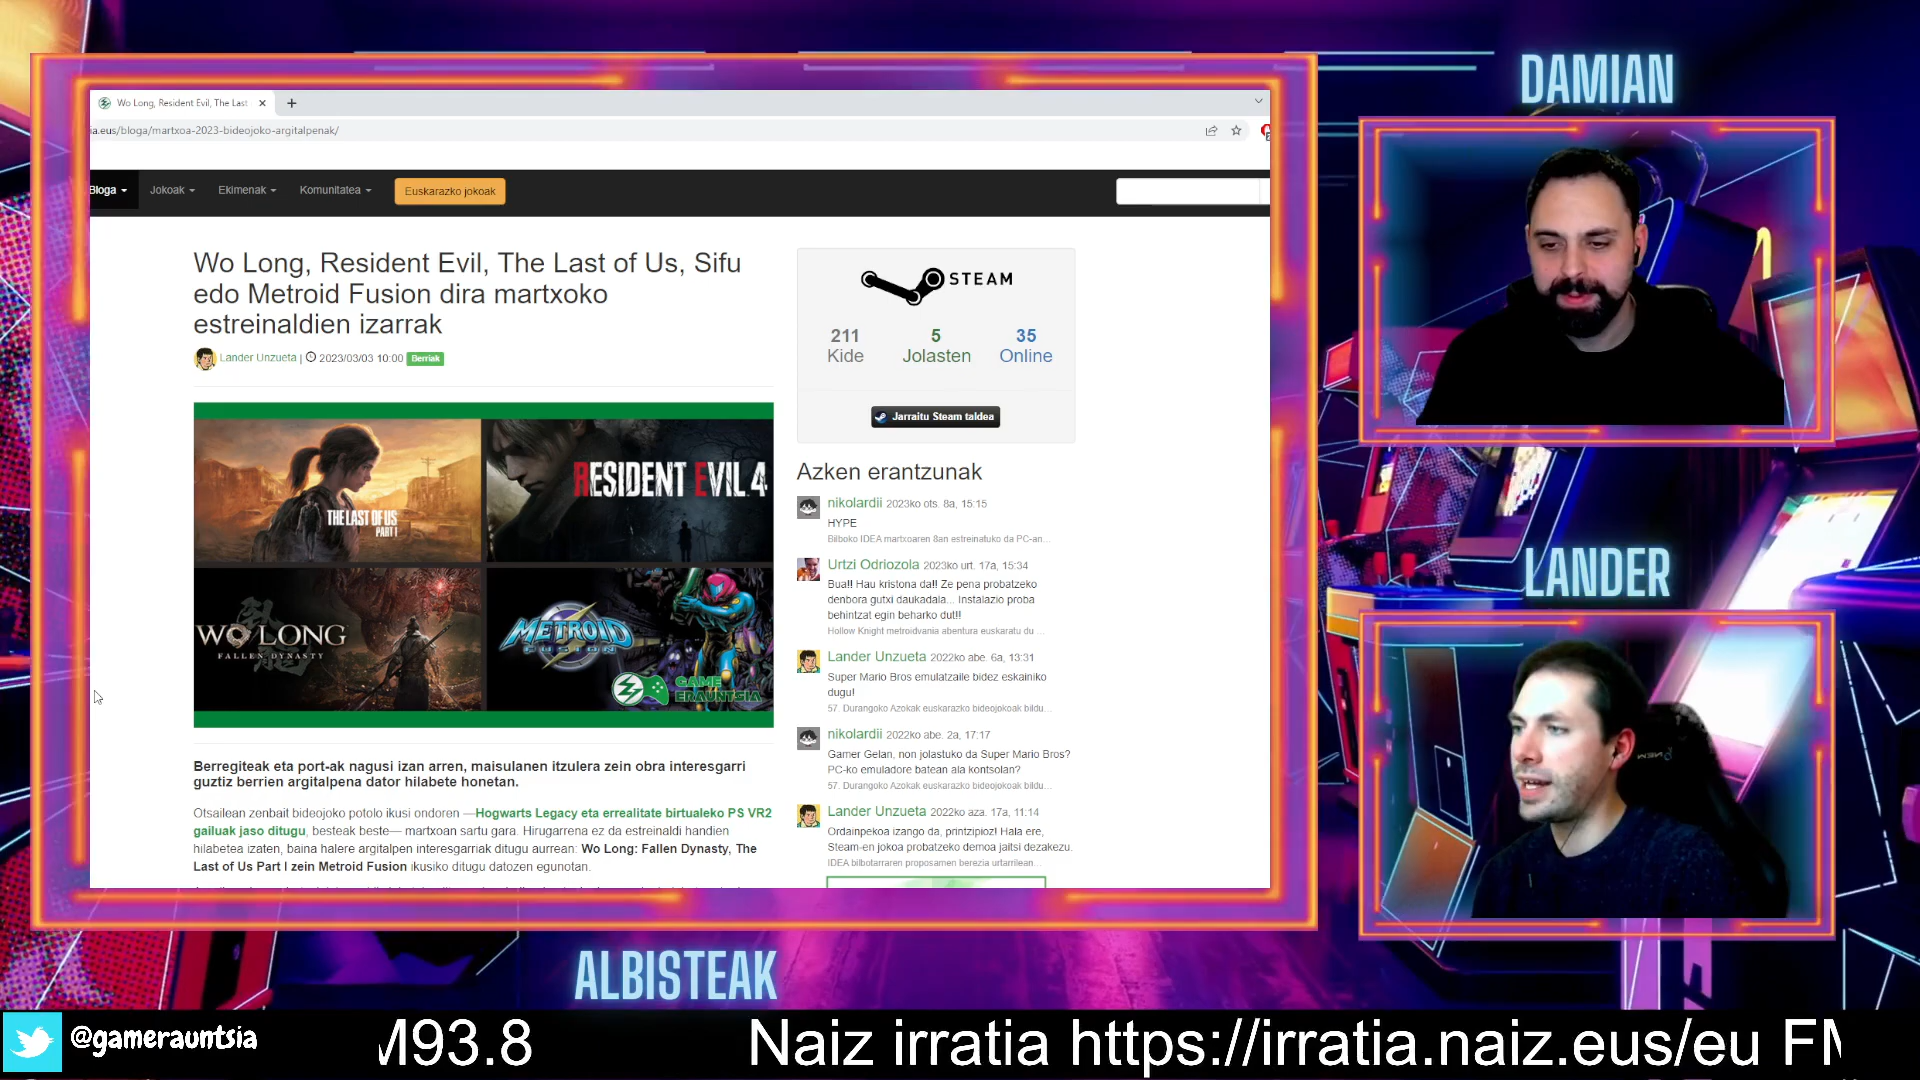 DAMIAN
Wo Long, Resident Evil, The Last
ia.eus/bloga/martxoa-2023-bideojoko-argitalpenak/
Bloga
Jokoak
Ekimenak
Komunitatea
Euskarazko jokoak
Wo Long, Resident Evil, The Last of Us, Sifu
edo Metroid Fusion dira martxoko
estreinaldien izarrak
Lander Unzueta | 2023/03/03 10:00 Berriak
THE LAST OF US
PART I
RESIDENT EVIL 4
WO LONG
FALLEN DYNASTY
METROID
FUSION
GAME
ERAUNTSIA
Berregiteak eta port-ak nagusi izan arren, maisulanen itzulera zein obra interesgarri
guztiz berrien argitalpena dator hilabete honetan.
Otsailean zenbait bideojoko potolo ikusi ondoren —Hogwarts Legacy eta errealitate birtualeko PS VR2
gailuak jaso ditugu, besteak beste— martxoan sartu gara. Hirugarrena ez da estreinaldi handien
hilabetea izaten, baina halere argitalpen interesgarriak ditugu aurrean: Wo Long: Fallen Dynasty, The
Last of Us Part I zein Metroid Fusion ikusiko ditugu datozen egunotan.
STEAM
211 5 35
Kide Jolasten Online
Jarraitu Steam taldea
Azken erantzunak
nikolardii 2023ko ots. 8a, 15:15
HYPE
Bilboko IDEA martxoaren 8an estreinatuko da PC-an...
Urtzi Odriozola 2023ko urt. 17a, 15:34
Bua!! Hau kristona da!! Ze pena probatzeko
denbora gutxi daukadala... Instalazio proba
behintzat egin beharko dut!!!
Hollow Knight metroidvania abentura euskaratu du ...
Lander Unzueta 2022ko abe. 6a, 13:31
Super Mario Bros emulatzaile bidez eskainiko
dugu!
57. Durangoko Azokak euskarazko bideojokoak bildu...
nikolardii 2022ko abe. 2a, 17:17
Gamer Gelan, non jolastuko da Super Mario Bros?
PC-ko emuladore batean ala kontsolan?
57. Durangoko Azokak euskarazko bideojokoak bildu...
Lander Unzueta 2022ko aza. 17a, 11:14
Ordainpekoa izango da, printzipioz! Hala ere,
Steam-en jokoa probatzeko demoa jaitsi dezakezu.
IDEA bilbotarraren proposamen berezia urtarrilean...
LANDER
ALBISTEAK
@gamerauntsia
M93.8 Naiz irratia https://irratia.naiz.eus/eu FM